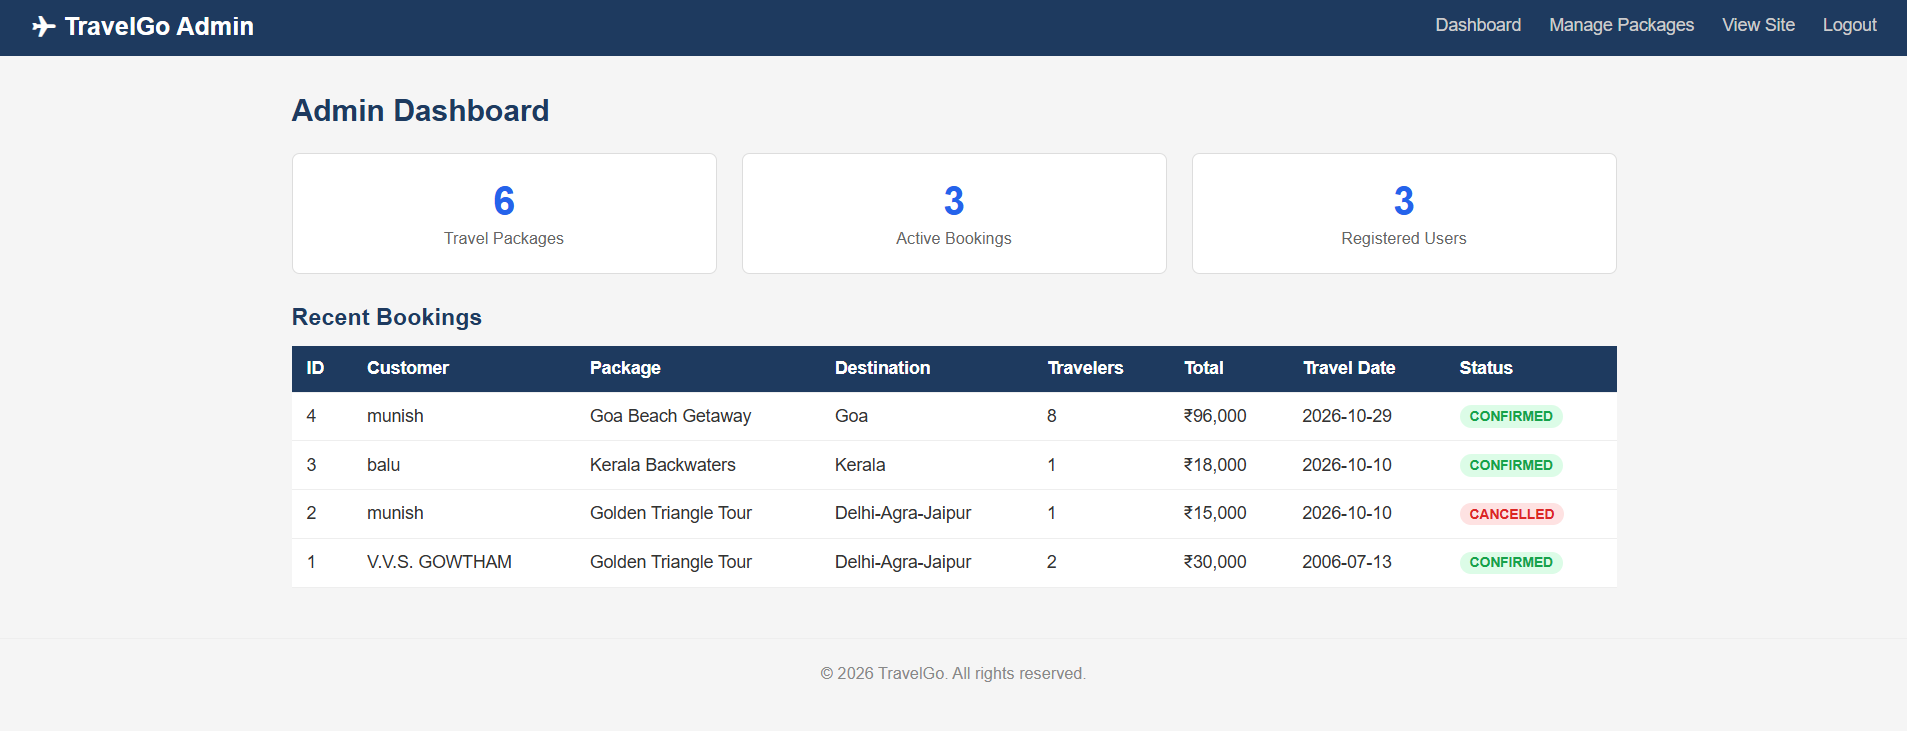 TravelGo Admin Dashboard Manage Packages View Site Logout
Admin Dashboard
6 3 3
Travel Packages Active Bookings Registered Users
Recent Bookings
ID Customer Package Destination Travelers Total Travel Date Status
4 munish Goa Beach Getaway Goa 8 ₹96,000 2026-10-29 CONFIRMED
3 balu Kerala Backwaters Kerala 1 ₹18,000 2026-10-10 CONFIRMED
2 munish Golden Triangle Tour Delhi-Agra-Jaipur 1 ₹15,000 2026-10-10 CANCELLED
1 V.V.S. GOWTHAM Golden Triangle Tour Delhi-Agra-Jaipur 2 ₹30,000 2006-07-13 CONFIRMED
© 2026 TravelGo. All rights reserved.